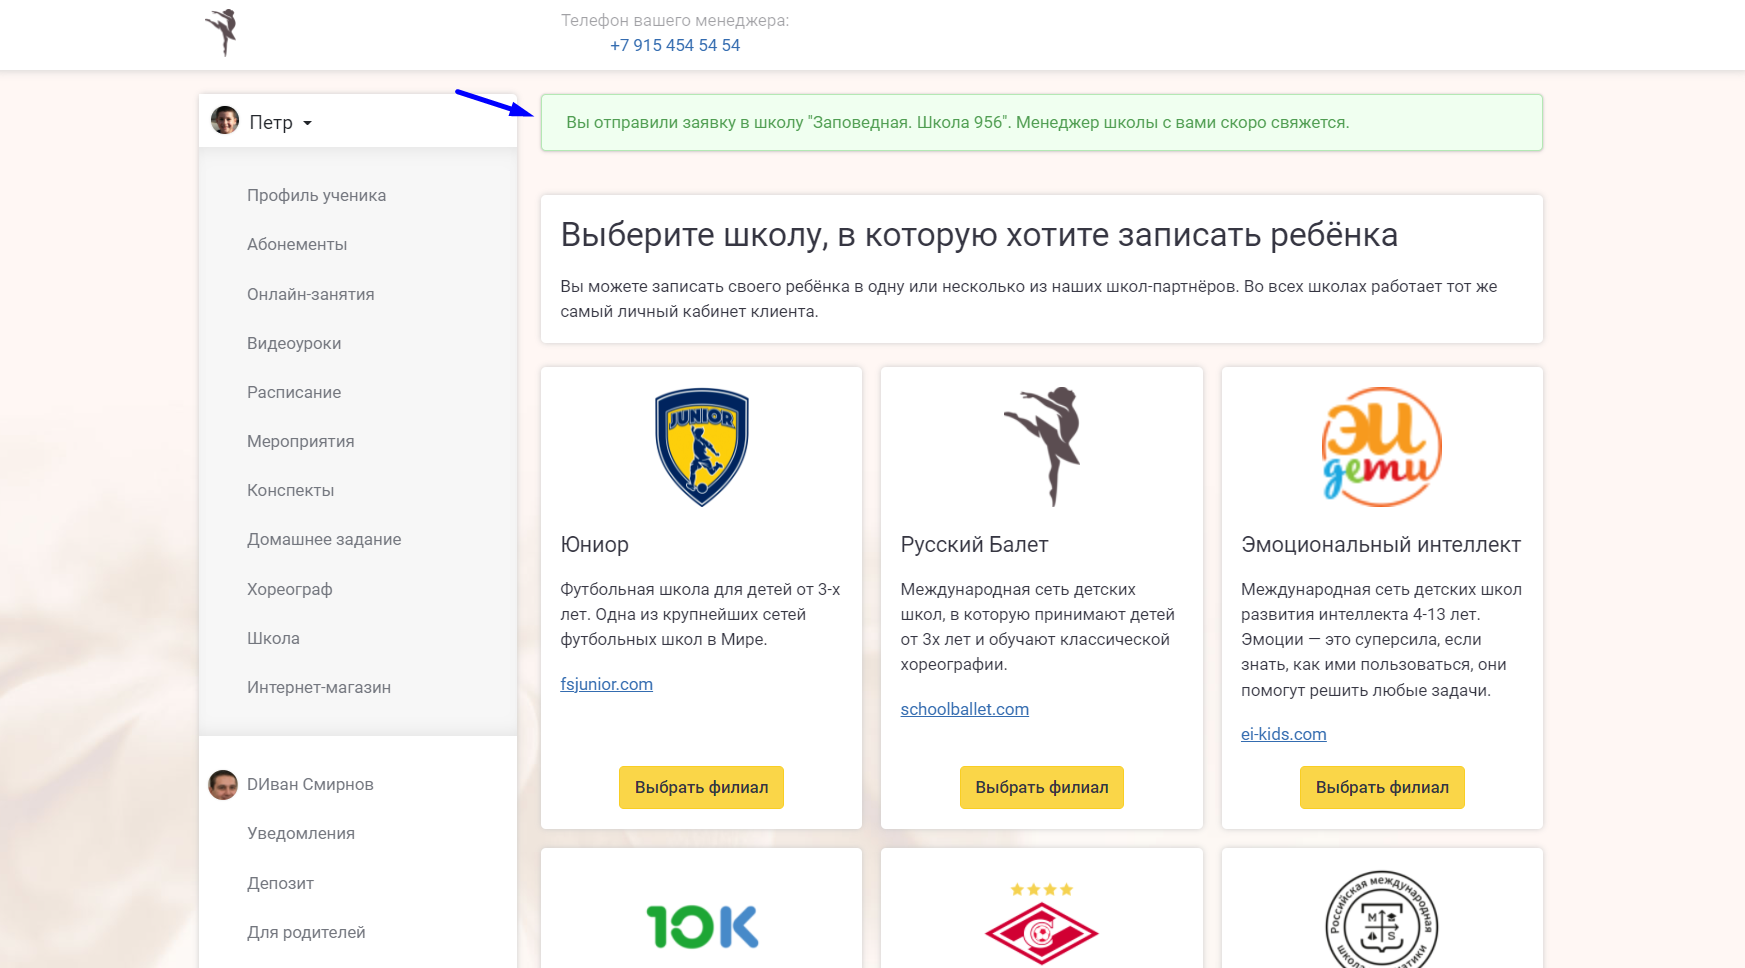 Телефон вашего менеджера:
+7 915 454 54 54
Петр
Профиль ученика
Абонементы
Онлайн-занятия
Видеоуроки
Расписание
Мероприятия
Конспекты
Домашнее задание
Хореограф
Школа
Интернет-магазин
DИван Смирнов
Уведомления
Депозит
Для родителей
Вы отправили заявку в школу "Заповедная. Школа 956". Менеджер школы с вами скоро свяжется.
Выберите школу, в которую хотите записать ребёнка
Вы можете записать своего ребёнка в одну или несколько из наших школ-партнёров. Во всех школах работает тот же
самый личный кабинет клиента.
JUNIOR
Юниор
Футбольная школа для детей от 3-х
лет. Одна из крупнейших сетей
футбольных школ в Мире.
fsjunior.com
Выбрать филиал
Русский Балет
Международная сеть детских
школ, в которую принимают детей
от 3х лет и обучают классической
хореографии.
schoolballet.com
Выбрать филиал
ЭИ
дети
Эмоциональный интеллект
Международная сеть детских школ
развития интеллекта 4-13 лет.
Эмоции — это суперсила, если
знать, как ими пользоваться, они
помогут решить любые задачи.
ei-kids.com
Выбрать филиал
10К
С
Российская международная
M
S
школа